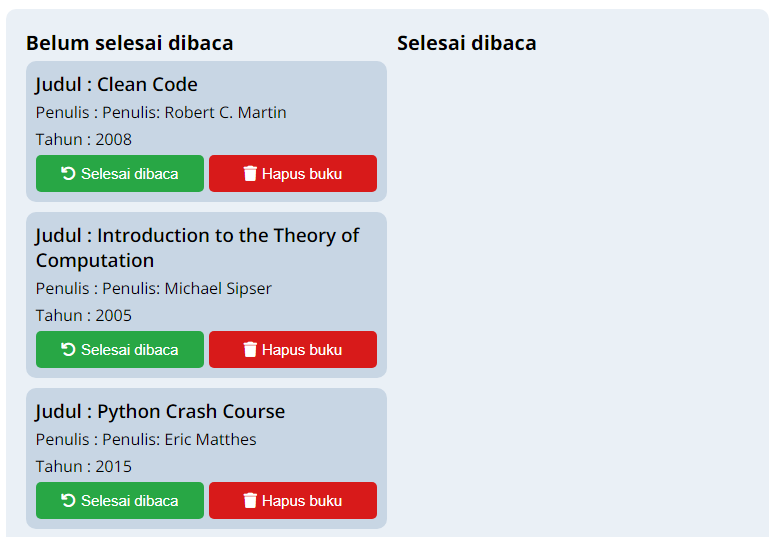 Belum selesai dibaca
Judul : Clean Code
Penulis : Penulis: Robert C. Martin
Tahun : 2008
Selesai dibaca
Hapus buku
Judul : Introduction to the Theory of
Computation
Penulis : Penulis: Michael Sipser
Tahun : 2005
Selesai dibaca
Hapus buku
Judul : Python Crash Course
Penulis : Penulis: Eric Matthes
Tahun : 2015
Selesai dibaca
Hapus buku
Selesai dibaca